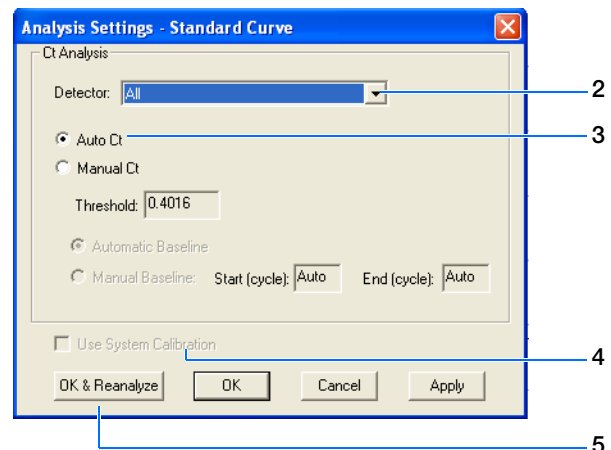 Analysis Settings - Standard Curve
Ct Analysis
Detector: All
2
Auto Ct
3
Manual Ct
Threshold: 0.4016
Automatic Baseline
Manual Baseline: Start (cycle): Auto End (cycle): Auto
Use System Calibration
4
OK & Reanalyze OK Cancel Apply
5